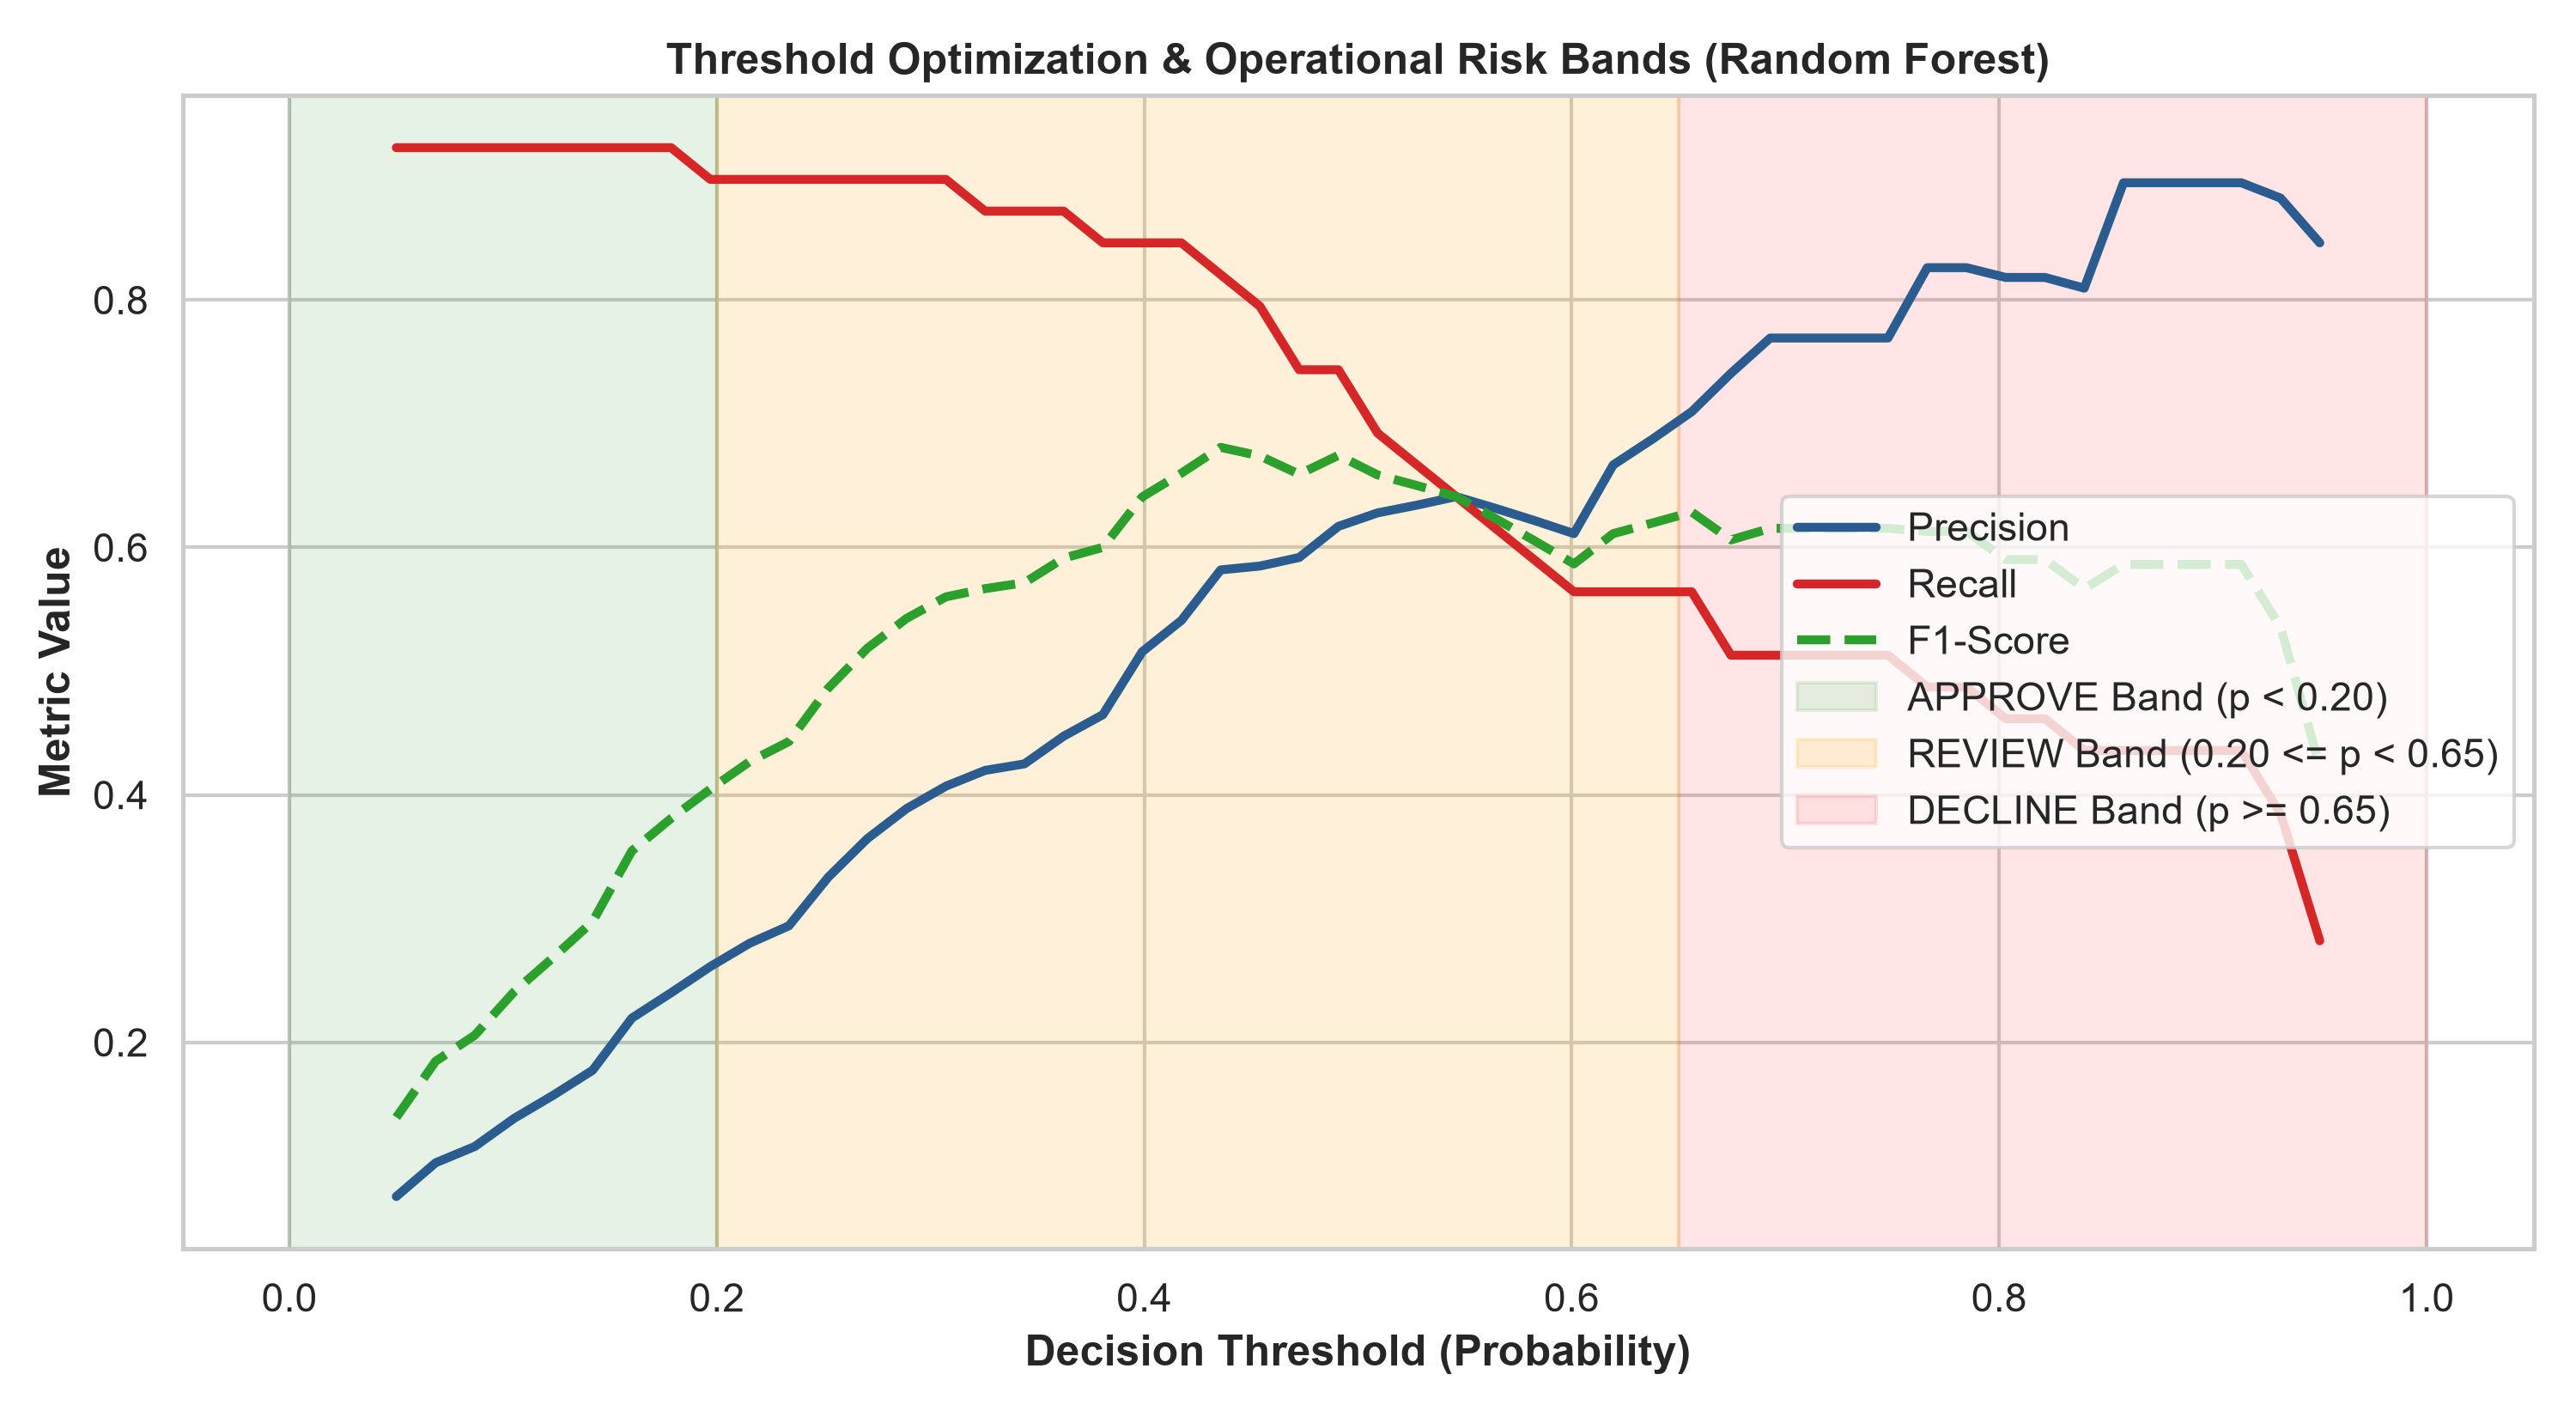 Threshold Optimization & Operational Risk Bands (Random Forest)
Metric Value
0.8
0.6
0.4
0.2
Precision
Recall
F1-Score
APPROVE Band (p < 0.20)
REVIEW Band (0.20 <= p < 0.65)
DECLINE Band (p >= 0.65)
0.0 0.2 0.4 0.6 0.8 1.0
Decision Threshold (Probability)